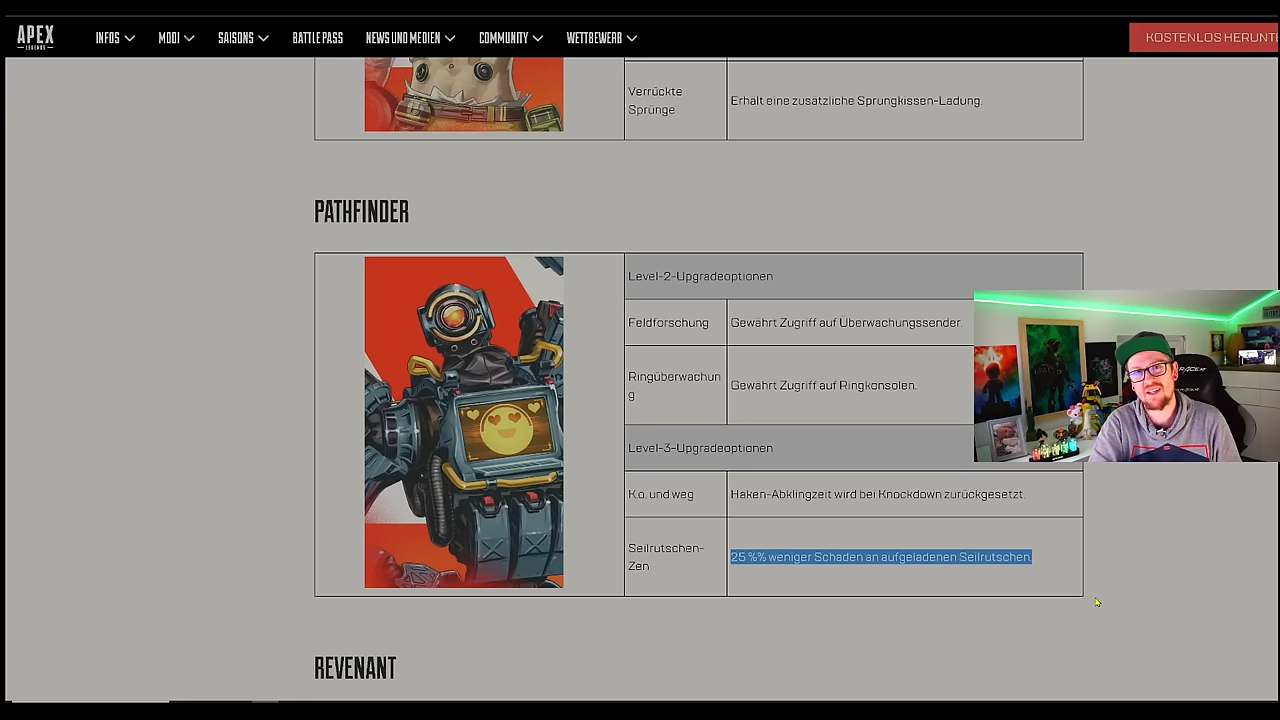 APEX
LEGENDS
INFOS MODI SAISONS BATTLE PASS NEWS UND MEDIEN COMMUNITY WETTBEWERB KOSTENLOS HERUNT
Verrückte
Sprünge
Erhält eine zusätzliche Sprungkissen-Ladung.
PATHFINDER
Level-2-Upgradeoptionen
Feldforschung Gewährt Zugriff auf Überwachungssender.
Ringüberwachun
g
Gewährt Zugriff auf Ringkonsolen.
Level-3-Upgradeoptionen
K.o. und weg Haken-Abklingzeit wird bei Knockdown zurückgesetzt.
Seilrutschen-
Zen
25 %% weniger Schaden an aufgeladenen Seilrutschen.
REVENANT